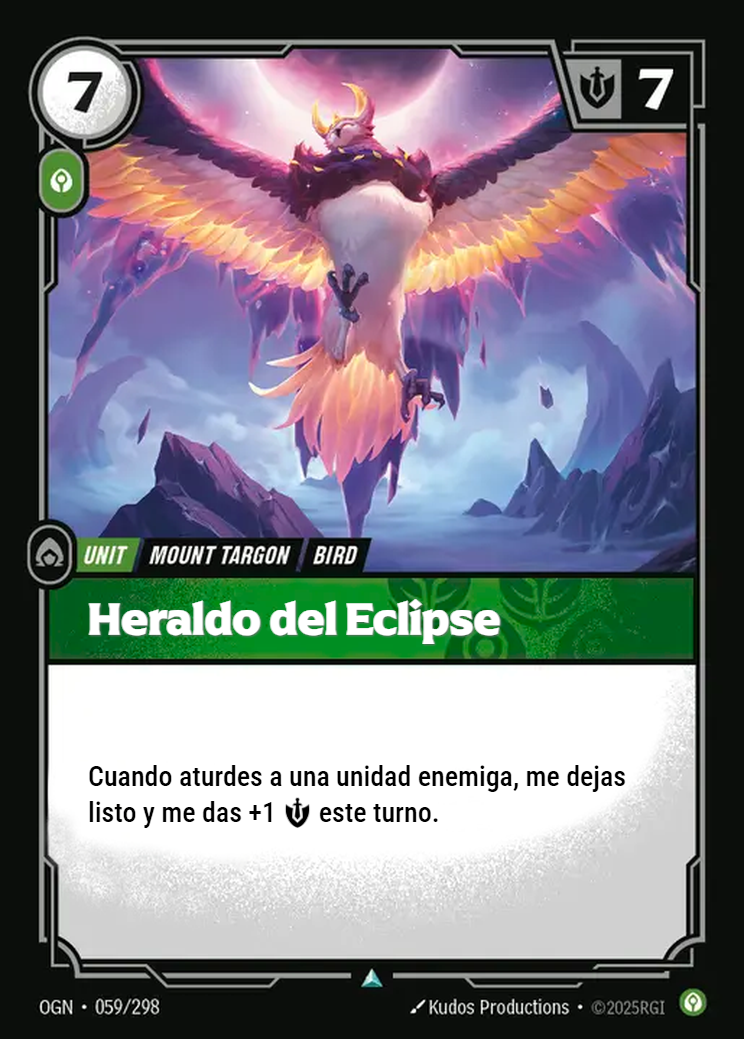 7
7
UNIT
MOUNT TARGON
BIRD
Heraldo del Eclipse
Cuando aturdes a una unidad enemiga, me dejas
listo y me das +1 este turno.
OGN • 059/298
Kudos Productions • ©2025RGI